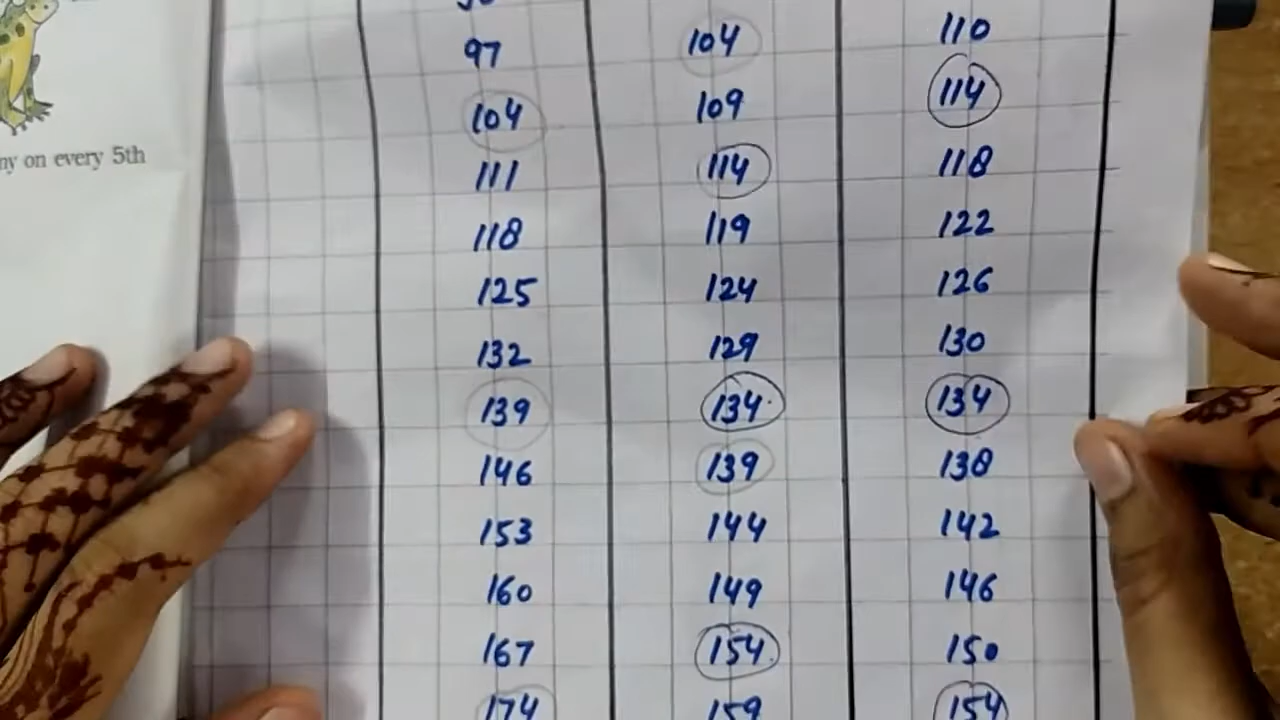 ny on every 5th
97 104 110
104 109 114
111 114 118
118 119 122
125 124 126
132 129 130
139 134 134
146 139 138
153 144 142
160 149 146
167 154 150
174 159 154